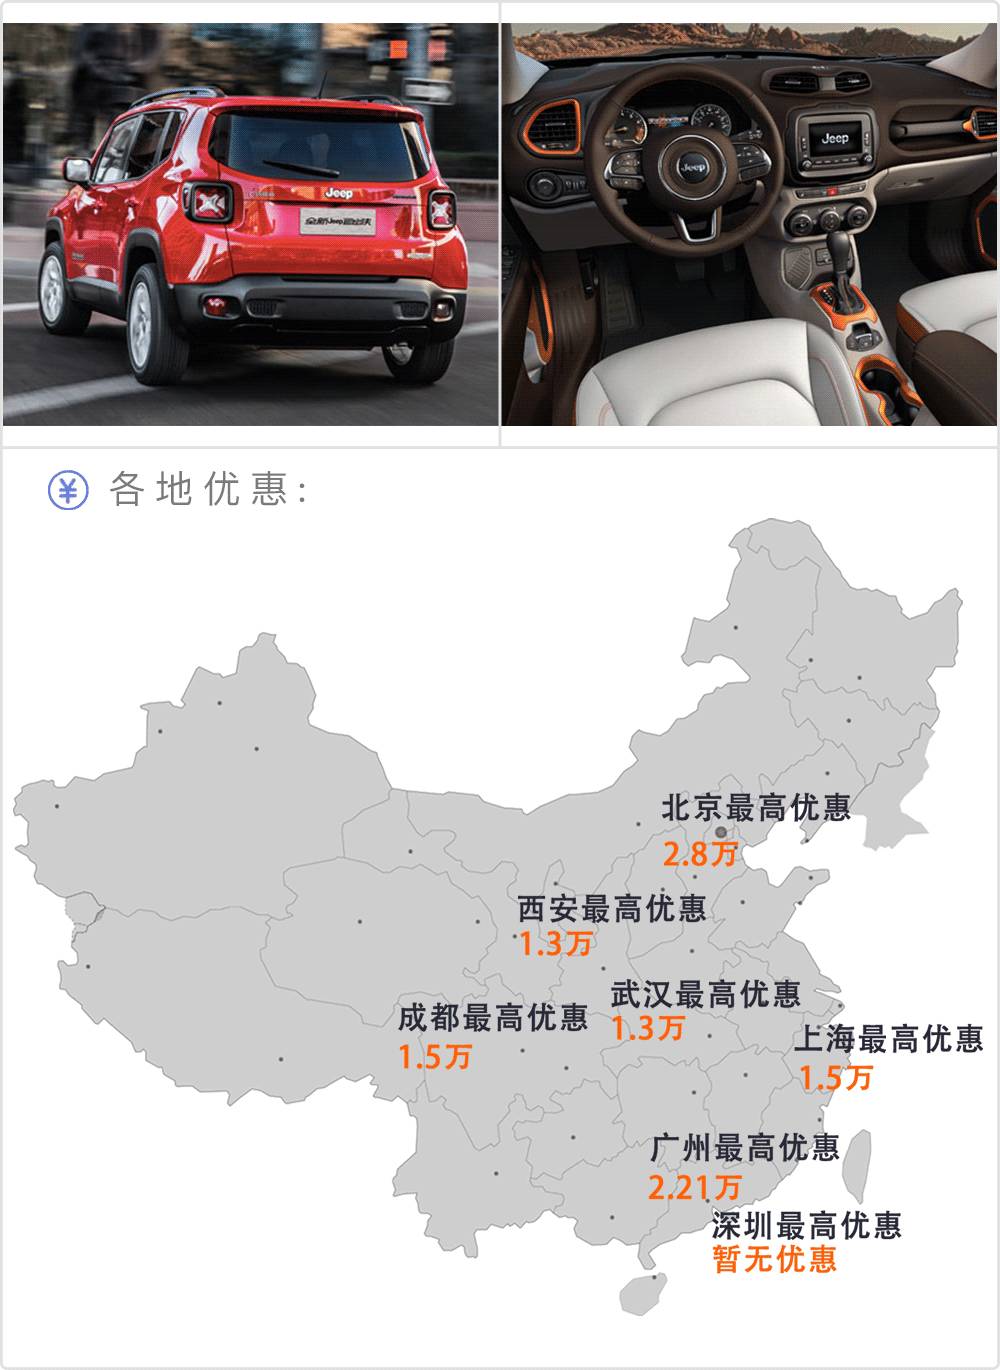 Jeep
全新Jeep自由侠
Jeep
Jeep
¥ 各地优惠:
北京最高优惠
2.8万
西安最高优惠
1.3万
武汉最高优惠
1.3万
成都最高优惠
1.5万
上海最高优惠
1.5万
广州最高优惠
2.21万
深圳最高优惠
暂无优惠